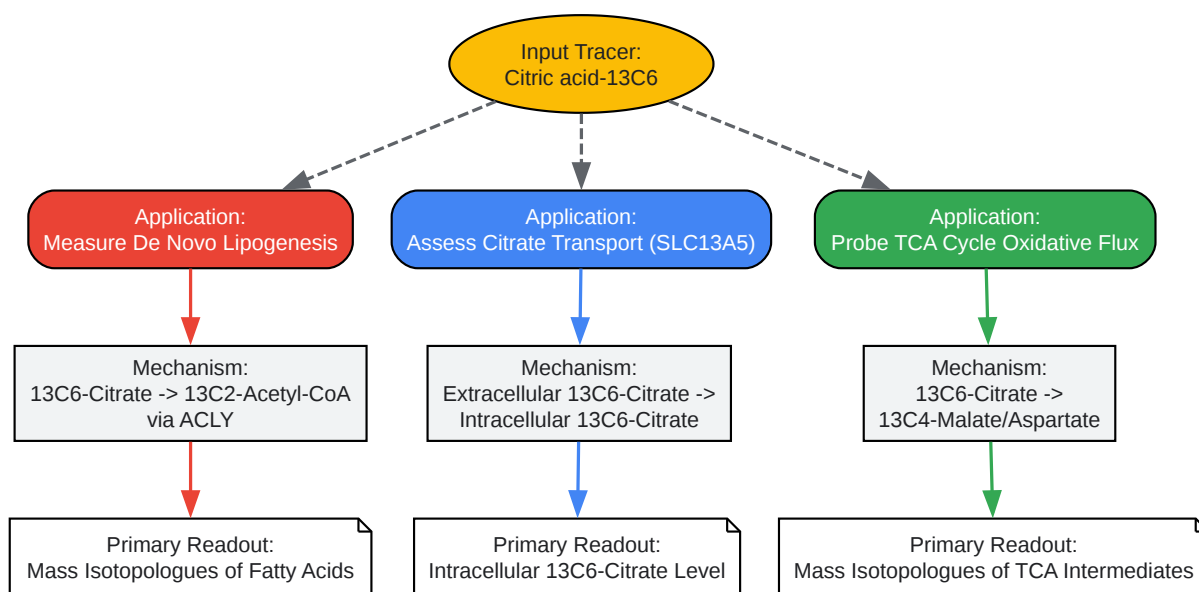 Input Tracer:
Citric acid-13C6
Application:
Measure De Novo Lipogenesis
Application:
Assess Citrate Transport (SLC13A5)
Application:
Probe TCA Cycle Oxidative Flux
Mechanism:
13C6-Citrate -> 13C2-Acetyl-CoA
via ACLY
Mechanism:
Extracellular 13C6-Citrate ->
Intracellular 13C6-Citrate
Mechanism:
13C6-Citrate ->
13C4-Malate/Aspartate
Primary Readout:
Mass Isotopologues of Fatty Acids
Primary Readout:
Intracellular 13C6-Citrate Level
Primary Readout:
Mass Isotopologues of TCA Intermediates